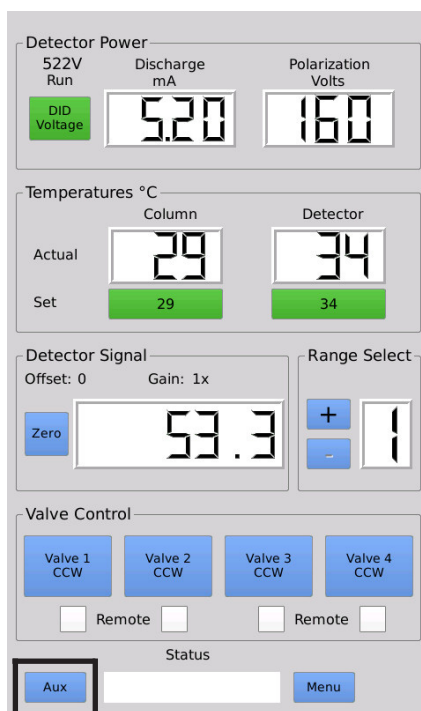 Detector Power
522V Discharge Polarization
Run mA Volts
DID
Voltage
5.20 160
Temperatures °C
Column Detector
Actual 29 34
Set 29 34
Detector Signal Range Select
Offset: 0 Gain: 1x
Zero 53.3 + 1
-
Valve Control
Valve 1 Valve 2 Valve 3 Valve 4
CCW CCW CCW CCW
Remote Remote
Status
Aux Menu